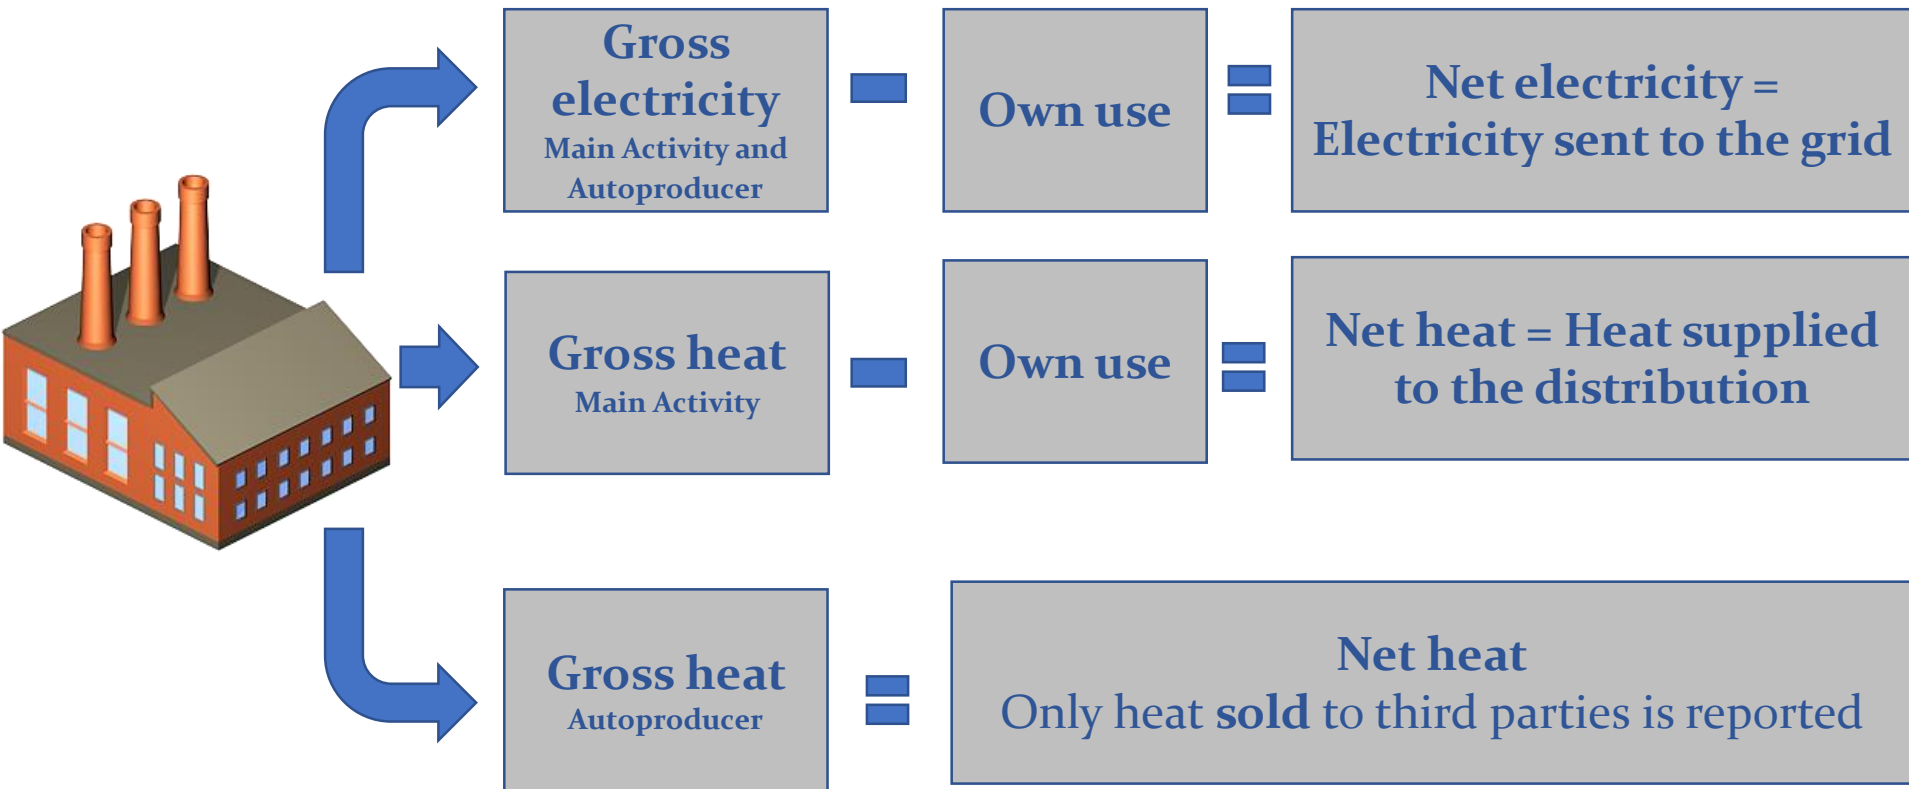 Gross
electricity
Main Activity and
Autoproducer
Own use
Net electricity =
Electricity sent to the grid
Gross heat
Main Activity
Own use
Net heat = Heat supplied
to the distribution
Gross heat
Autoproducer
Net heat
Only heat sold to third parties is reported